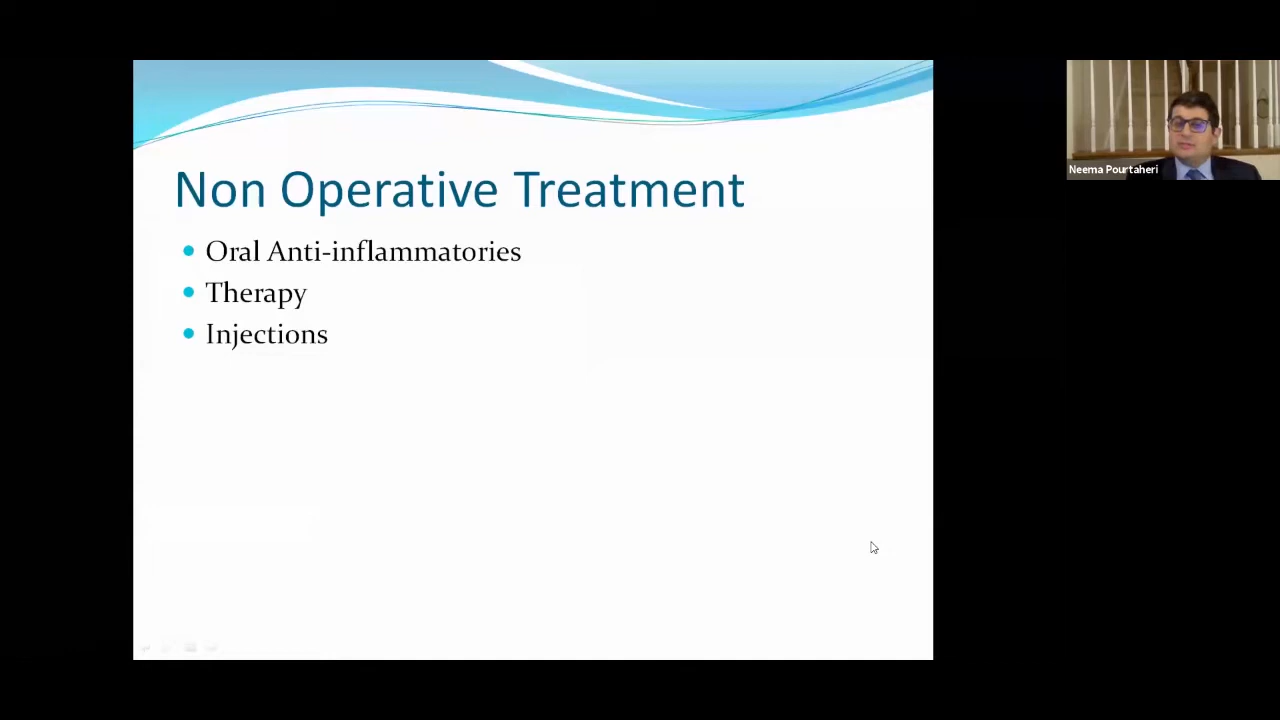 Non Operative Treatment
Oral Anti-inflammatories
Therapy
Injections
Neema Pourtaheri